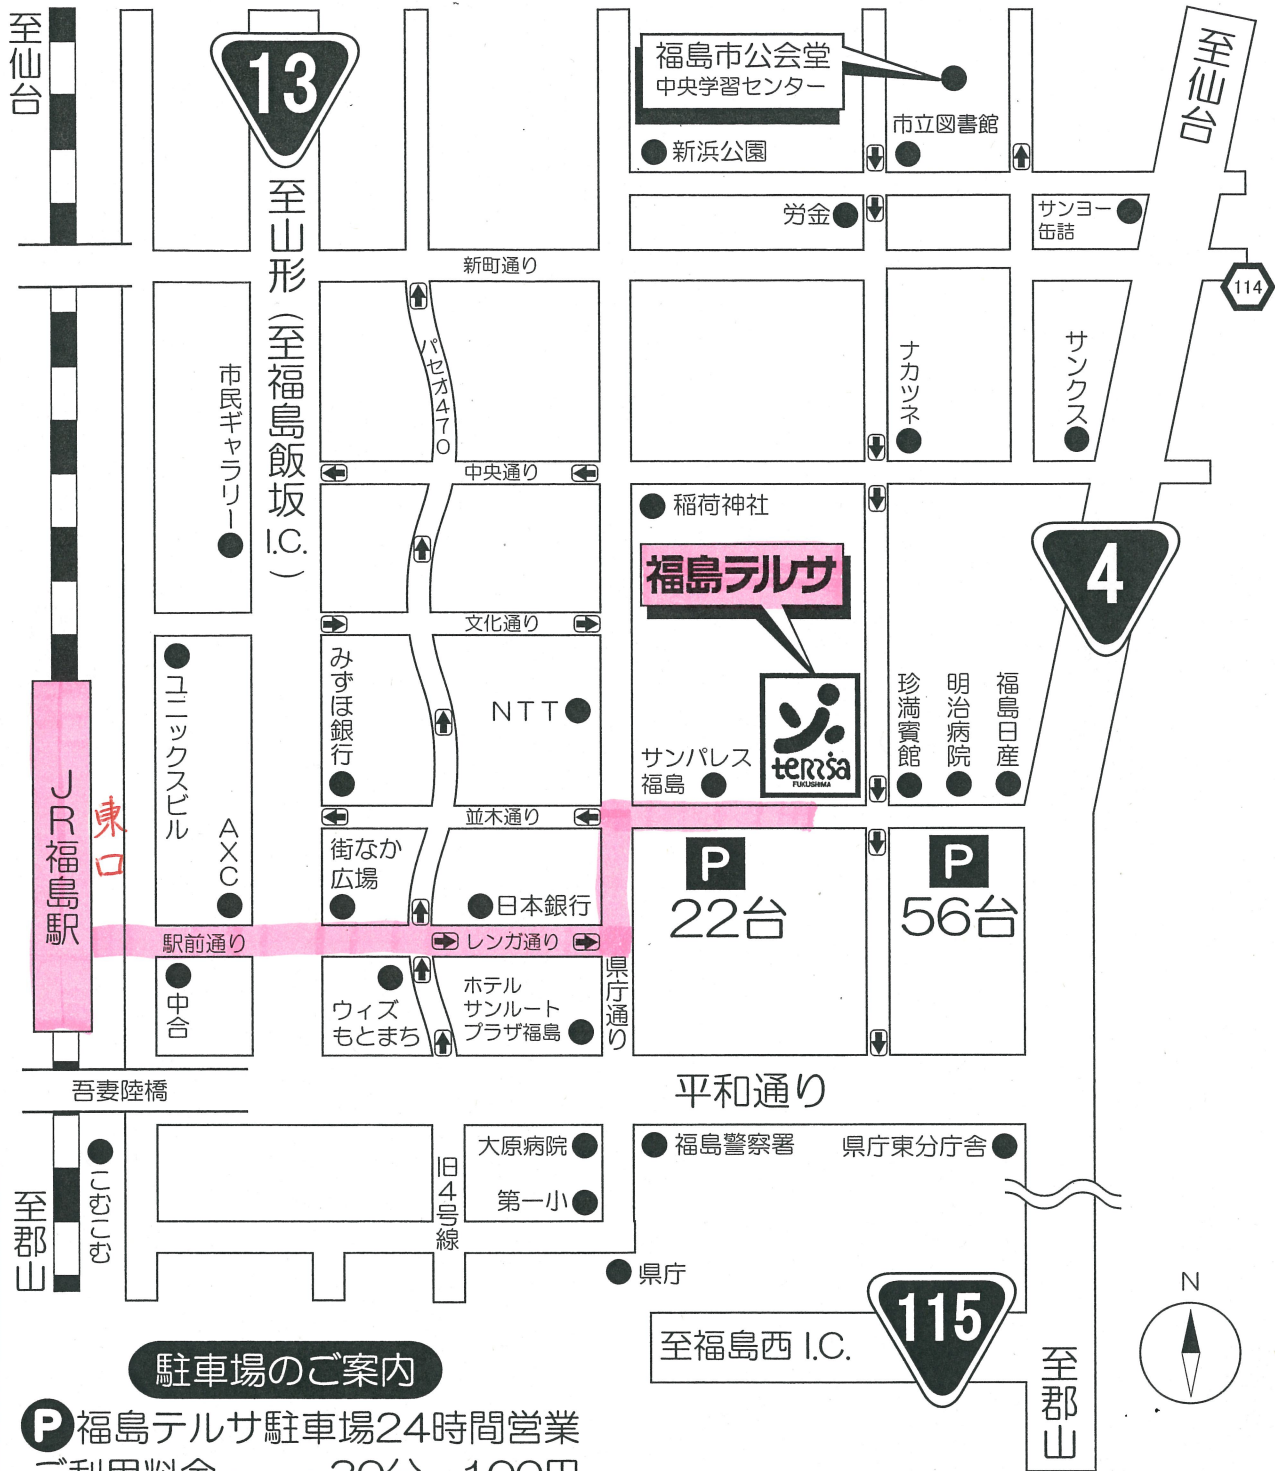 至仙台
13
至山形(至福島飯坂I.C.)
福島市公会堂
中央学習センター
新浜公園
市立図書館
至仙台
労金
サンヨー
缶詰
新町通り
114
パセオ470
市民ギャラリー
ナカツネ
サンクス
中央通り
稲荷神社
福島テルサ
4
文化通り
ユニックスビル
みずほ銀行
NTT
サンパレス
福島
terrsa
FUKUSHIMA
珍満賓館
明治病院
福島日産
JR福島駅
東口
AXC
並木通り
街なか
広場
日本銀行
P
22台
P
56台
駅前通り
レンガ通り
県庁通り
中合
ウィズ
もとまち
ホテル
サンルート
プラザ福島
吾妻陸橋
平和通り
こむこむ
至郡山
旧4号線
大原病院
第一小
福島警察署
県庁東分庁舎
県庁
115
至福島西 I.C.
至郡山
N
駐車場のご案内
P福島テルサ駐車場24時間営業
ご利用料金 30分 100円